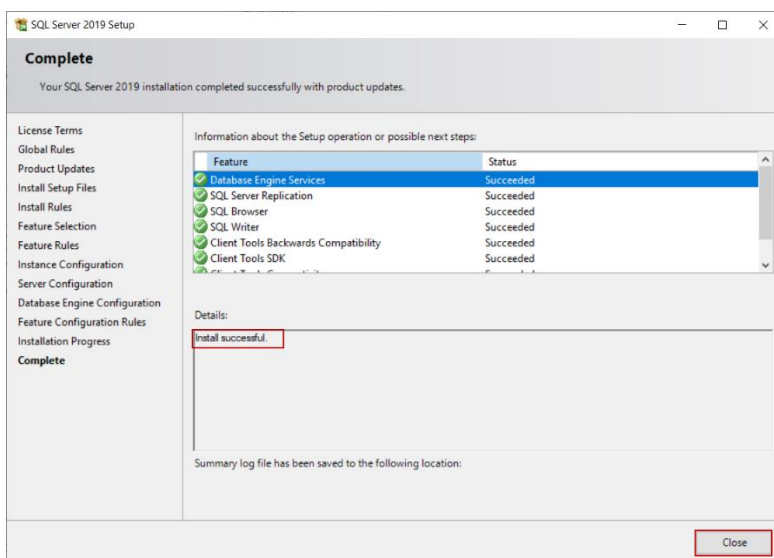 SQL Server 2019 Setup
Complete
Your SQL Server 2019 installation completed successfully with product updates.
License Terms
Global Rules
Product Updates
Install Setup Files
Install Rules
Feature Selection
Feature Rules
Instance Configuration
Server Configuration
Database Engine Configuration
Feature Configuration Rules
Installation Progress
Complete
Information about the Setup operation or possible next steps:
Feature Status
Database Engine Services Succeeded
SQL Server Replication Succeeded
SQL Browser Succeeded
SQL Writer Succeeded
Client Tools Backwards Compatibility Succeeded
Client Tools SDK Succeeded
Details:
Install successful.
Summary log file has been saved to the following location:
Close